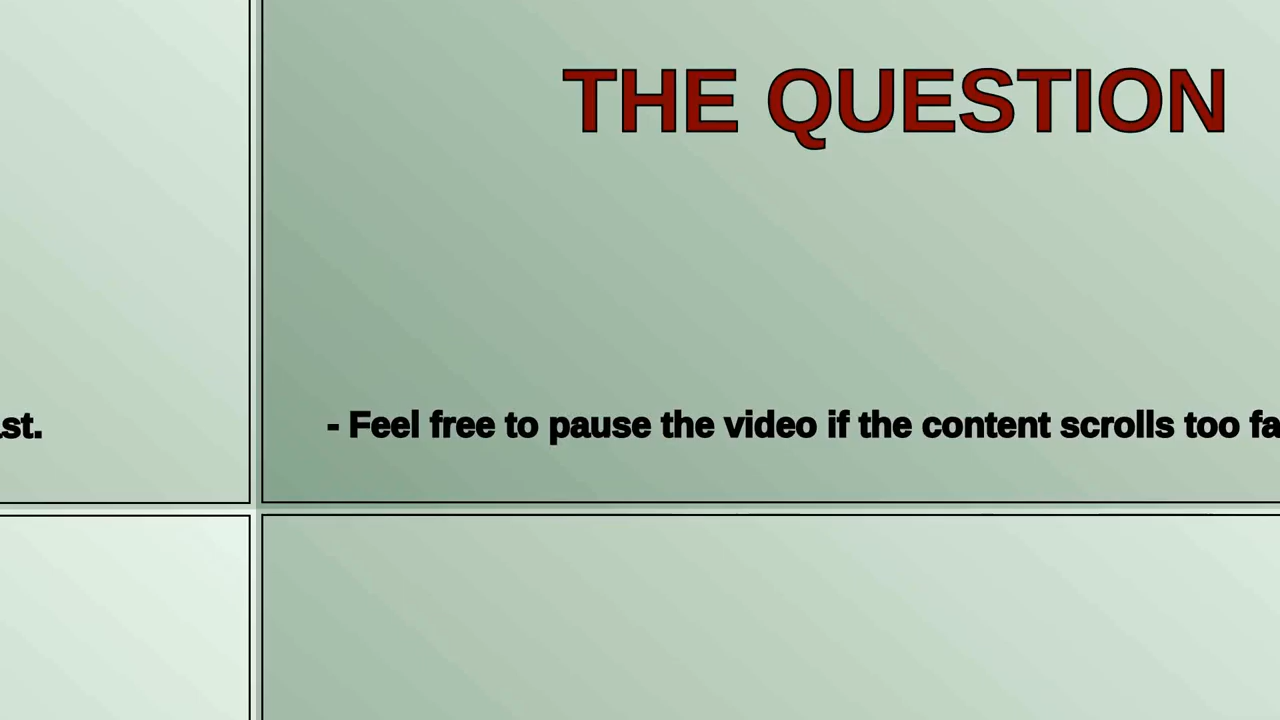 THE QUESTION
st.
- Feel free to pause the video if the content scrolls too fa